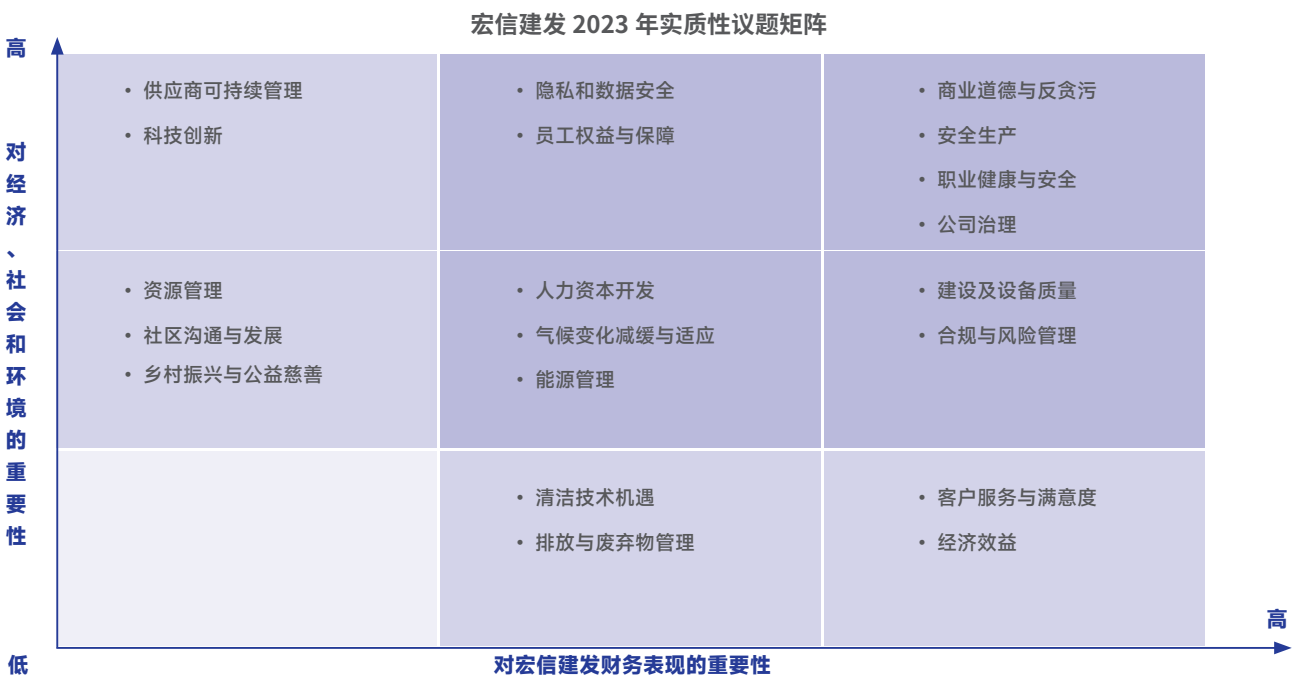 宏信建发 2023 年实质性议题矩阵
高
对经济、社会和环境的重要性
• 供应商可持续管理
• 科技创新
• 隐私和数据安全
• 员工权益与保障
• 商业道德与反贪污
• 安全生产
• 职业健康与安全
• 公司治理
• 资源管理
• 社区沟通与发展
• 乡村振兴与公益慈善
• 人力资本开发
• 气候变化减缓与适应
• 能源管理
• 建设及设备质量
• 合规与风险管理
• 清洁技术机遇
• 排放与废弃物管理
• 客户服务与满意度
• 经济效益
高
低
对宏信建发财务表现的重要性